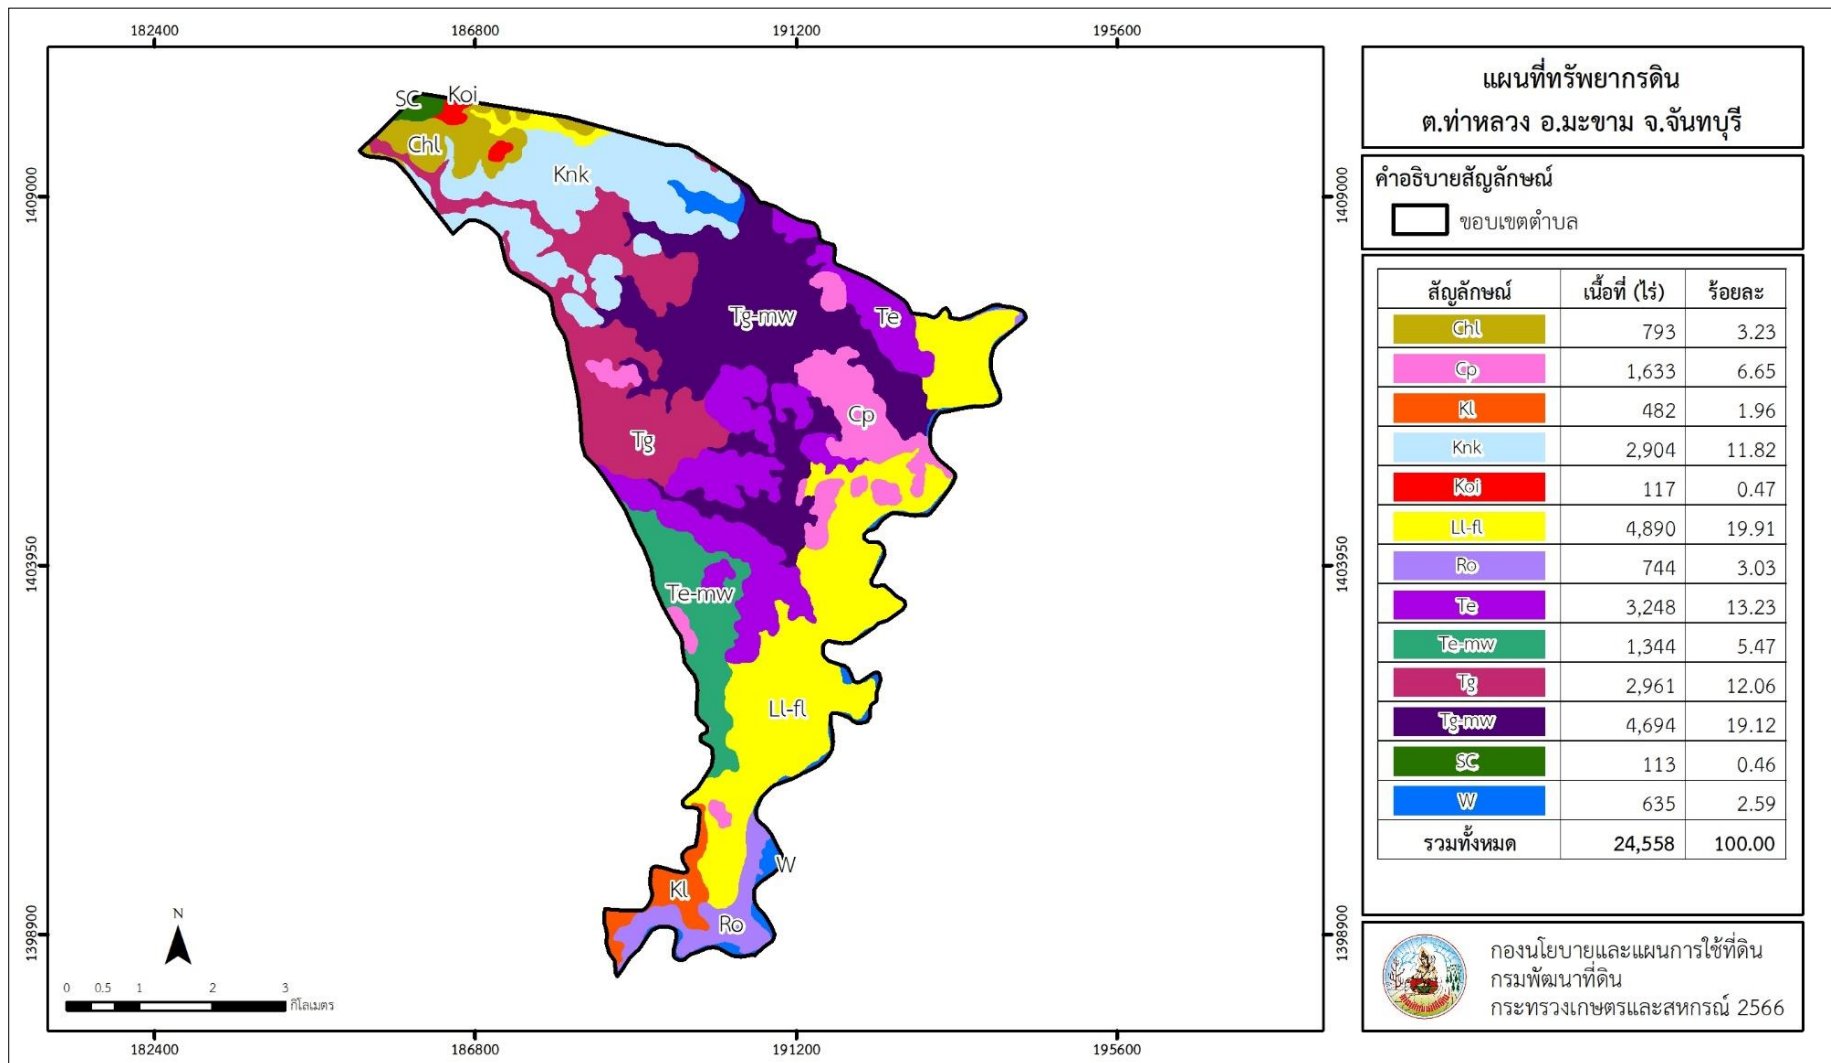 182400 186800 191200 195600
1409000 1403950 1398900
SC Koi
Chl
Knk
Tg-mw
Te
Cp
Tg
Te-mw
Ll-fl
W
Kl
Ro
N
0 0.5 1 2 3
กิโลเมตร
1409000 1403950 1398900
182400 186800 191200 195600
แผนที่ทรัพยากรดิน
ต.ท่าหลวง อ.มะขาม จ.จันทบุรี
คำอธิบายสัญลักษณ์
ขอบเขตตำบล
สัญลักษณ์ เนื้อที่ (ไร่) ร้อยละ
Chl 793 3.23
Cp 1,633 6.65
Kl 482 1.96
Knk 2,904 11.82
Koi 117 0.47
Ll-fl 4,890 19.91
Ro 744 3.03
Te 3,248 13.23
Te-mw 1,344 5.47
Tg 2,961 12.06
Tg-mw 4,694 19.12
SC 113 0.46
W 635 2.59
รวมทั้งหมด 24,558 100.00
กองนโยบายและแผนการใช้ที่ดิน
กรมพัฒนาที่ดิน
กระทรวงเกษตรและสหกรณ์ 2566